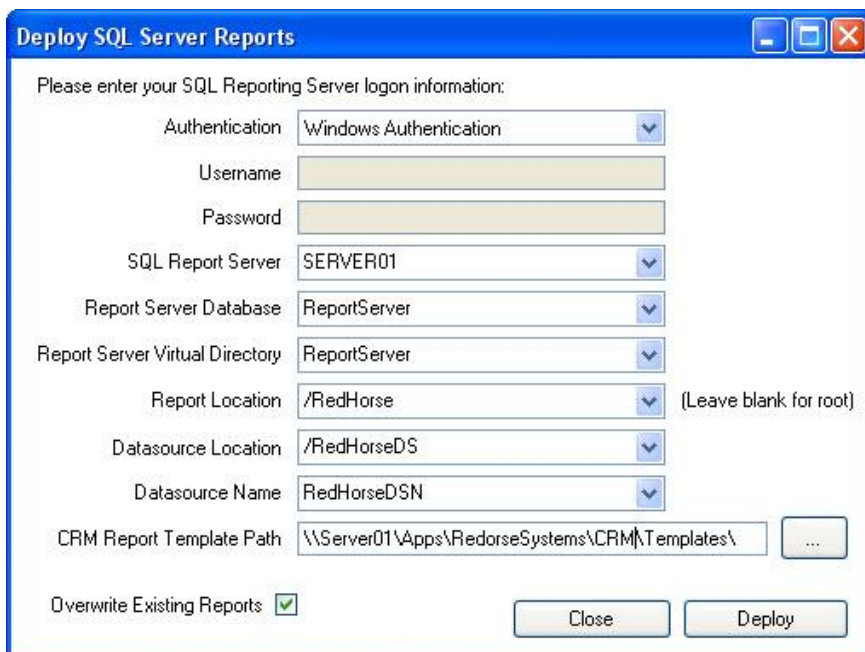 Deploy SQL Server Reports
Please enter your SQL Reporting Server logon information:
Authentication Windows Authentication
Username
Password
SQL Report Server SERVER01
Report Server Database ReportServer
Report Server Virtual Directory ReportServer
Report Location /RedHorse (Leave blank for root)
Datasource Location /RedHorseDS
Datasource Name RedHorseDSN
CRM Report Template Path \\Server01\Apps\RedorseSystems\CRM\Templates\ ...
Overwrite Existing Reports Close Deploy